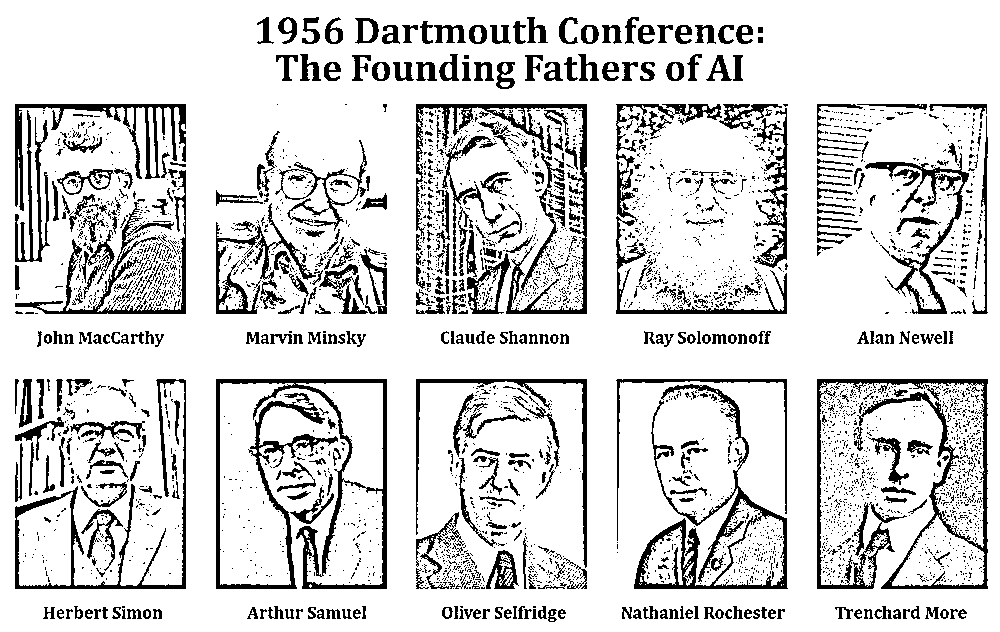 1956 Dartmouth Conference:
The Founding Fathers of AI
John MacCarthy
Marvin Minsky
Claude Shannon
Ray Solomonoff
Alan Newell
Herbert Simon
Arthur Samuel
Oliver Selfridge
Nathaniel Rochester
Trenchard More